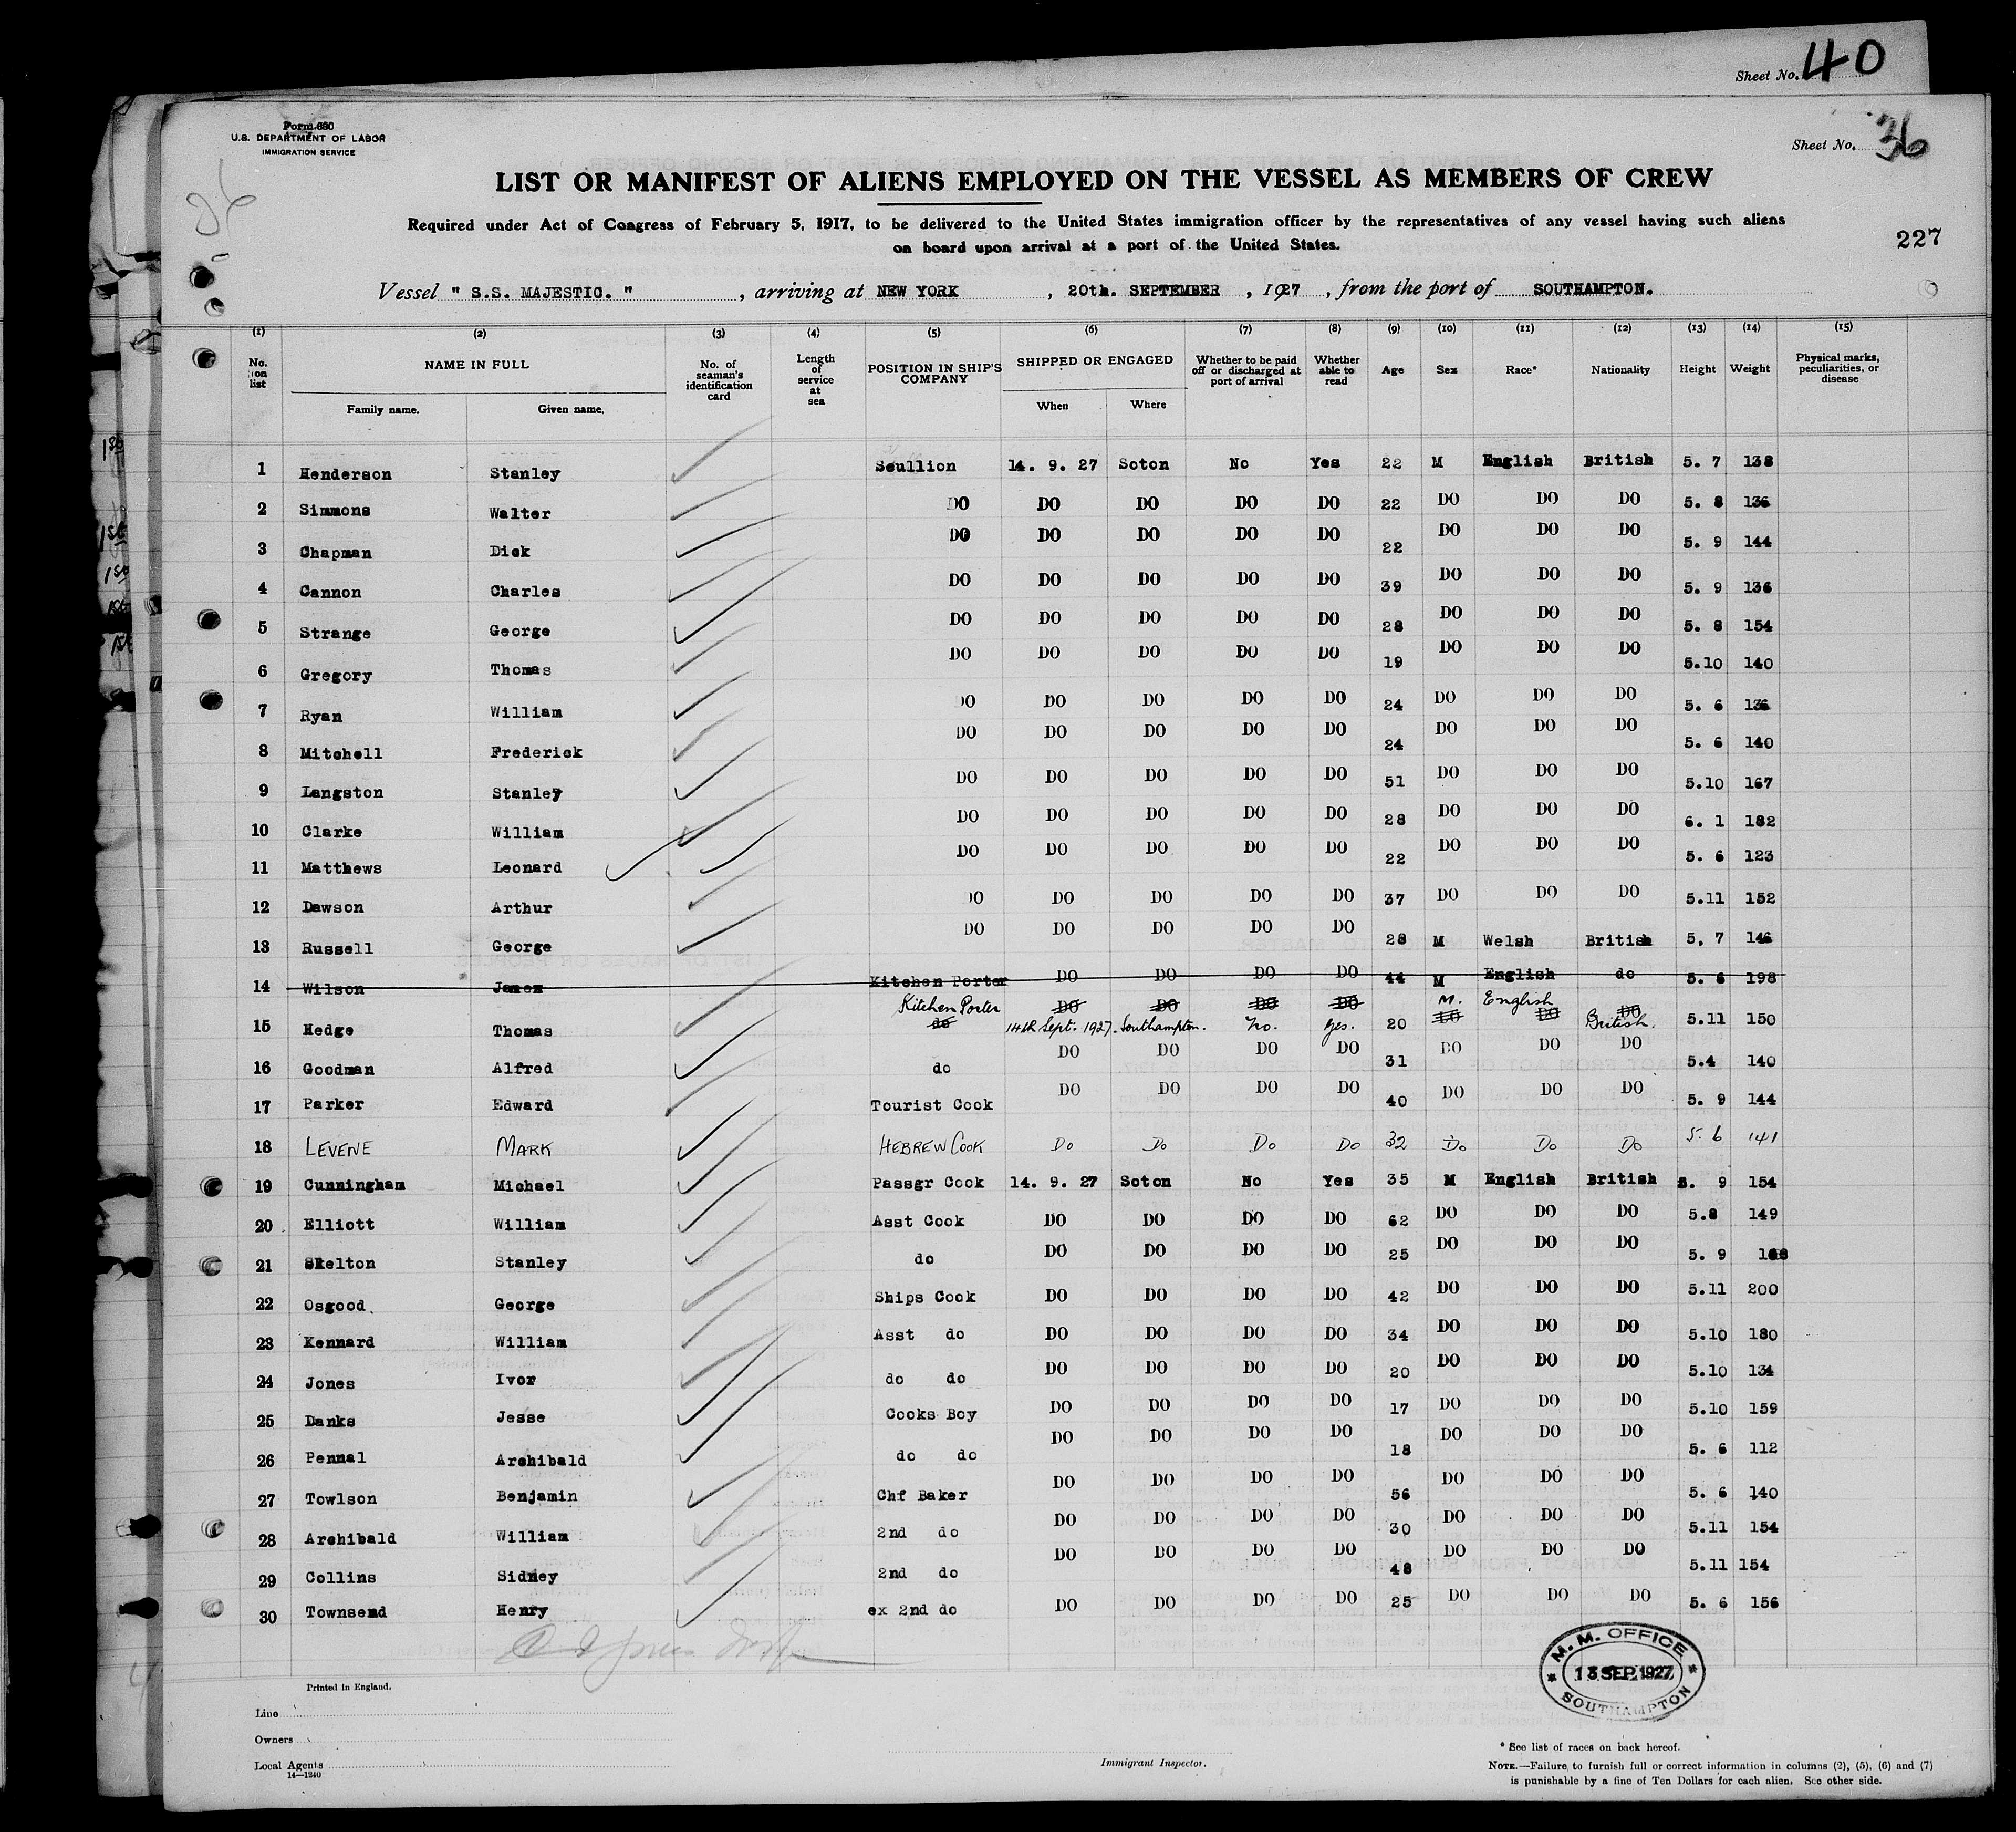 Sheet No. 40
Form 680
U.S. DEPARTMENT OF LABOR
IMMIGRATION SERVICE
Sheet No. 36
36
LIST OR MANIFEST OF ALIENS EMPLOYED ON THE VESSEL AS MEMBERS OF CREW
Required under Act of Congress of February 5, 1917, to be delivered to the United States immigration officer by the representatives of any vessel having such aliens
on board upon arrival at a port of the United States.
227
Vessel " S.S. MAJESTIC. " , arriving at NEW YORK , 20th. SEPTEMBER , 1927 , from the port of SOUTHAMPTON.
(1) (2) (3) (4) (5) (6) (7) (8) (9) (10) (11) (12) (13) (14) (15)
No. on list NAME IN FULL Family name. Given name. No. of seaman's identification card Length of service at sea POSITION IN SHIP'S COMPANY SHIPPED OR ENGAGED When Where Whether to be paid off or discharged at port of arrival Whether able to read Age Sex Race* Nationality Height Weight Physical marks, peculiarities, or disease
1 Henderson Stanley Scullion 14. 9. 27 Soton No Yes 22 M English British 5. 7 138
2 Simmons Walter DO DO DO DO DO 22 DO DO DO 5. 8 136
3 Chapman Dick DO DO DO DO DO 22 DO DO DO 5. 9 144
4 Cannon Charles DO DO DO DO DO 39 DO DO DO 5. 9 136
5 Strange George DO DO DO DO DO 28 DO DO DO 5. 8 154
6 Gregory Thomas DO DO DO DO DO 19 DO DO DO 5.10 140
7 Ryan William DO DO DO DO DO 24 DO DO DO 5. 6 136
8 Mitchell Frederick DO DO DO DO DO 24 DO DO DO 5. 6 140
9 Langston Stanley DO DO DO DO DO 51 DO DO DO 5.10 167
10 Clarke William DO DO DO DO DO 28 DO DO DO 6. 1 182
11 Matthews Leonard DO DO DO DO DO 22 DO DO DO 5. 6 123
12 Dawson Arthur DO DO DO DO DO 37 DO DO DO 5.11 152
13 Russell George DO DO DO DO DO 28 M Welsh British 5. 7 146
14 Wilson James Kitchen Porter DO DO DO DO 44 M English do 5. 6 198
Kitchen Porter DO DO DO DO M. English
15 Hedge Thomas do 14th Sept. 1927. Southampton. No. Yes. 20 DO DO DO British. 5.11 150
16 Goodman Alfred do DO DO DO DO 31 DO DO DO 5.4 140
17 Parker Edward Tourist Cook DO DO DO DO 40 DO DO DO 5. 9 144
18 LEVENE MARK HEBREW COOK Do Do Do Do 32 Do Do Do 5. 6 141
19 Cunningham Michael Passgr Cook 14. 9. 27 Soton No Yes 35 M English British 5. 9 154
20 Elliott William Asst Cook DO DO DO DO 62 DO DO DO 5.8 149
21 Skelton Stanley do DO DO DO DO 25 DO DO DO 5. 9
22 Osgood George Ships Cook DO DO DO DO 42 DO DO DO 5.11 200
23 Kennard William Asst do DO DO DO DO 34 DO DO DO 5.10 180
24 Jones Ivor do do DO DO DO DO 20 DO DO DO 5.10 134
25 Danks Jesse Cooks Boy DO DO DO DO 17 DO DO DO 5.10 159
26 Pennal Archibald do do DO DO DO DO 18 DO DO DO 5. 6 112
27 Towlson Benjamin Chf Baker DO DO DO DO 56 DO DO DO 5. 6 140
28 Archibald William 2nd do DO DO DO DO 30 DO DO DO 5.11 154
29 Collins Sidney 2nd do DO DO DO DO 48 DO DO DO 5.11 154
30 Townsend Henry ex 2nd do DO DO DO DO 25 DO DO DO 5. 6 156
M. M. OFFICE
13 SEP. 1927
SOUTHAMPTON
Printed in England.
Line
Owners
Local Agents
14—1240
Immigrant Inspector.
* See list of races on back hereof.
NOTE.—Failure to furnish full or correct information in columns (2), (5), (6) and (7)
is punishable by a fine of Ten Dollars for each alien. See other side.